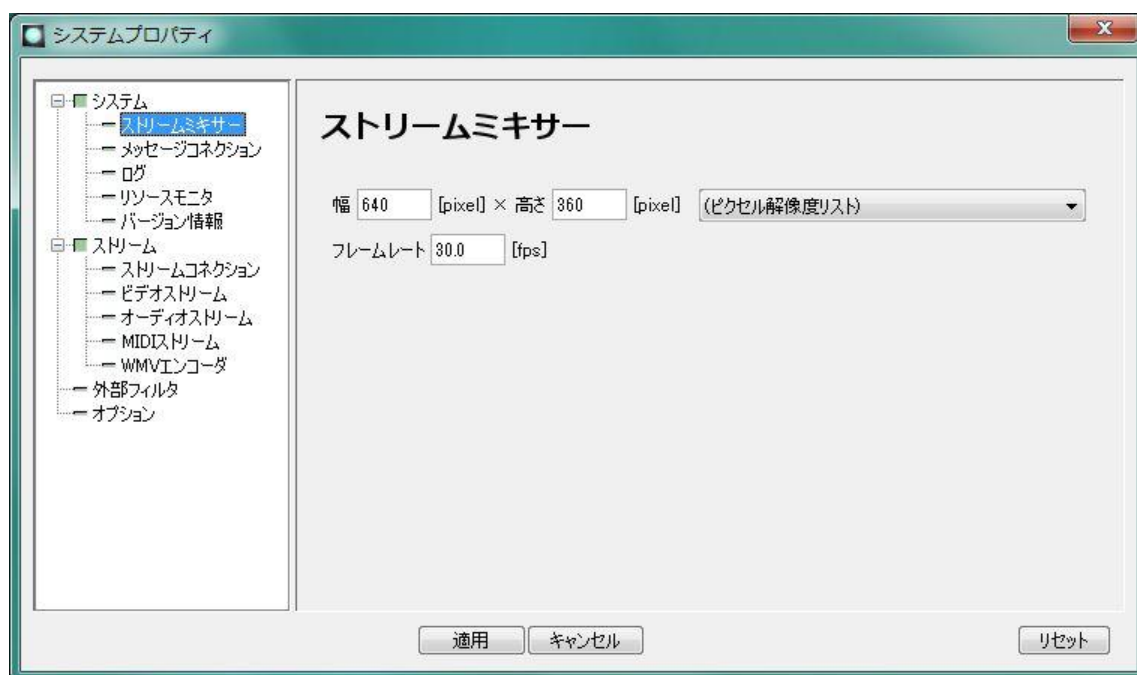 システムプロパティ
システム
ストリームミキサー
メッセージコネクション
ログ
リソースモニタ
バージョン情報
ストリーム
ストリームコネクション
ビデオストリーム
オーディオストリーム
MIDIストリーム
WMVエンコーダ
外部フィルタ
オプション
ストリームミキサー
幅 640 [pixel] × 高さ 360 [pixel] (ピクセル解像度リスト)
フレームレート 30.0 [fps]
適用 キャンセル リセット